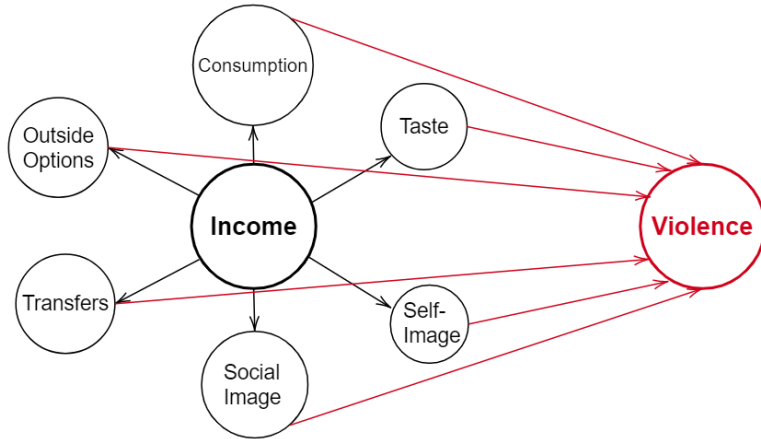 Consumption
Taste
Outside
Options
Income
Violence
Transfers
Self-
Image
Social
Image